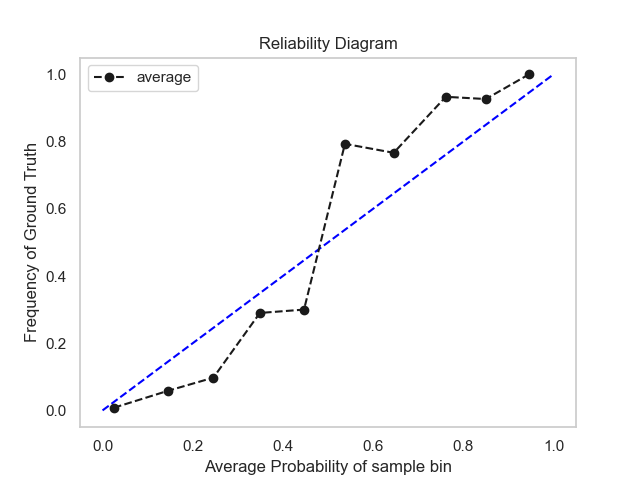 Reliability Diagram
average
Frequency of Ground Truth
1.0
0.8
0.6
0.4
0.2
0.0
0.0 0.2 0.4 0.6 0.8 1.0
Average Probability of sample bin